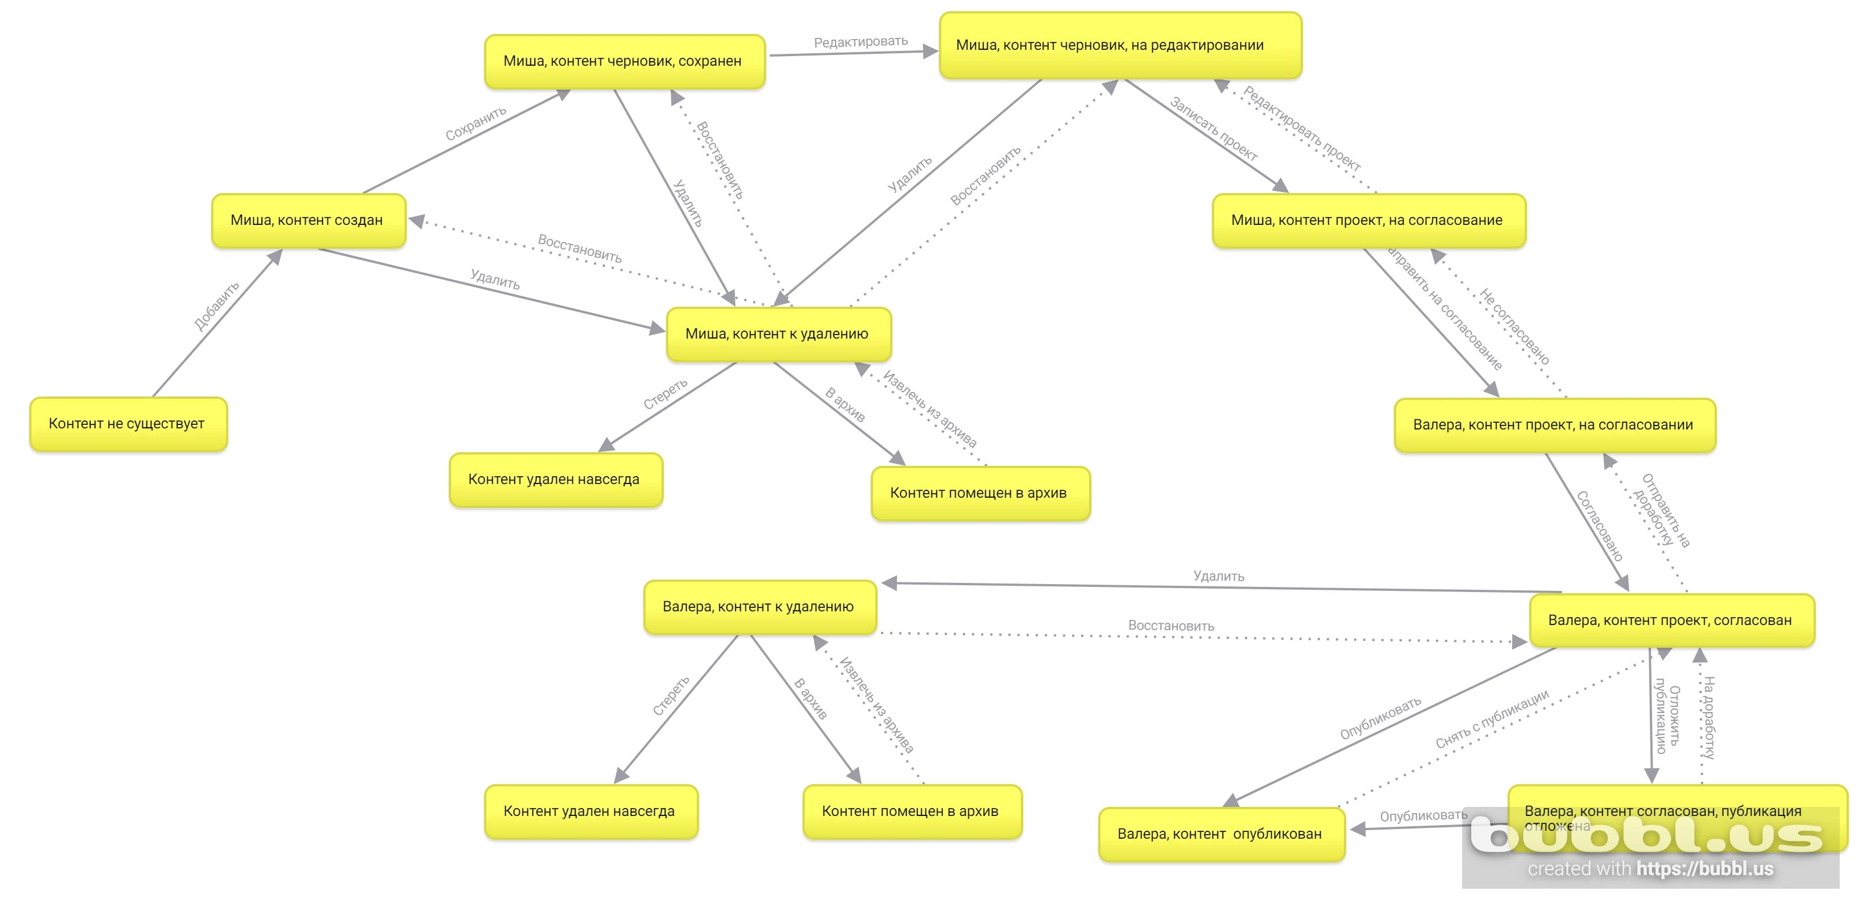 Миша, контент черновик, сохранен
Редактировать
Миша, контент черновик, на редактировании
Сохранить
Восстановить
Удалить
Удалить
Восстановить
Записать проект
Редактировать проект
Миша, контент создан
Восстановить
Удалить
Миша, контент проект, на согласование
Добавить
Миша, контент к удалению
аправить на согласование
Не согласовано
Контент не существует
Стереть
В архив
Извлечь из архива
Валера, контент проект, на согласовании
Контент удален навсегда
Контент помещен в архив
Согласовано
Отправить на
доработку
Удалить
Валера, контент к удалению
Восстановить
Валера, контент проект, согласован
Стереть
В архив
Извлечь из архива
Опубликовать
Снять с публикации
Отложить
публикацию
На доработку
Контент удален навсегда
Контент помещен в архив
Валера, контент  опубликован
Опубликовать
Валера, контент согласован, публикация
отложена
bubbl.us
created with https://bubbl.us